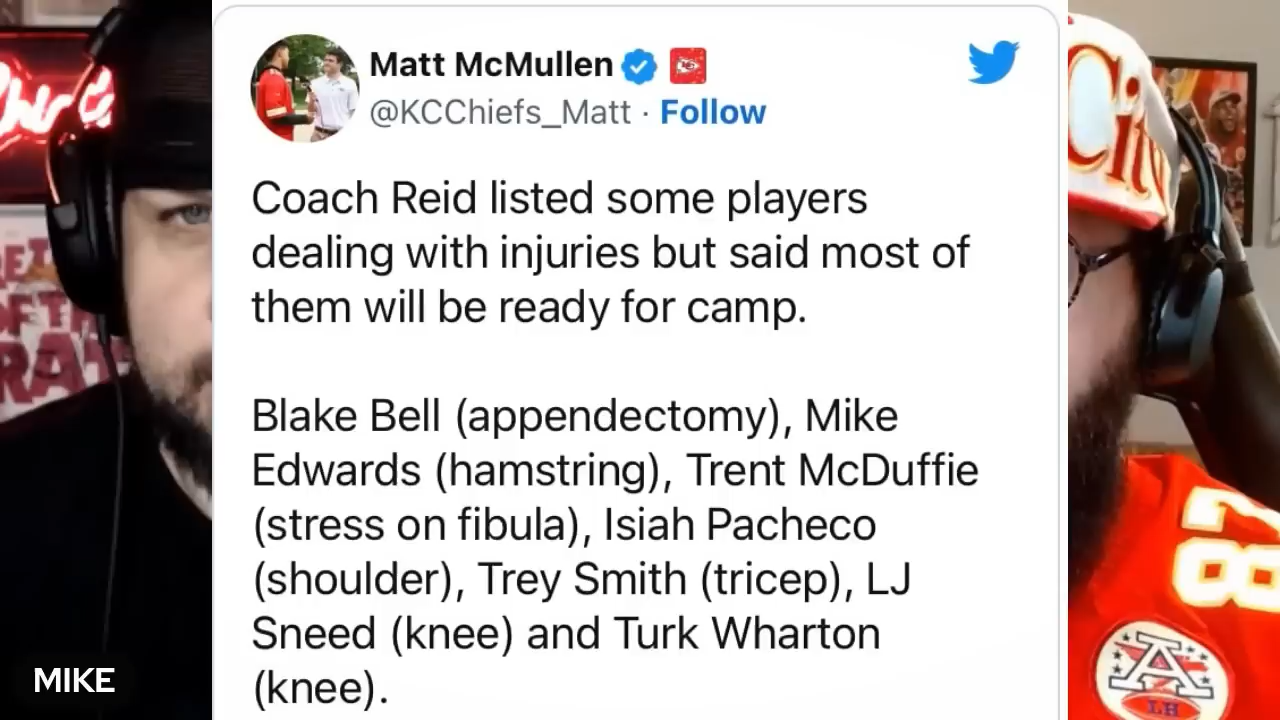 Matt McMullen
@KCChiefs_Matt · Follow
Coach Reid listed some players
dealing with injuries but said most of
them will be ready for camp.
Blake Bell (appendectomy), Mike
Edwards (hamstring), Trent McDuffie
(stress on fibula), Isiah Pacheco
(shoulder), Trey Smith (tricep), LJ
Sneed (knee) and Turk Wharton
(knee).
MIKE
KC
A
LH